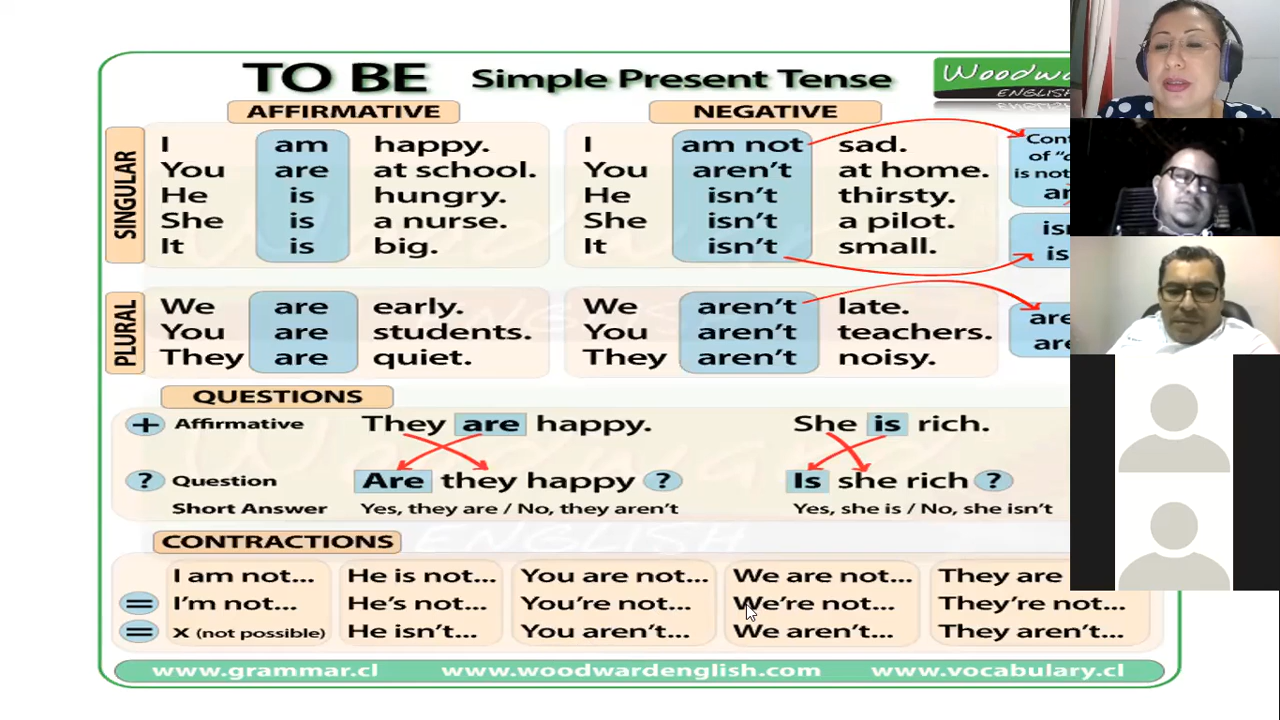 TO BE Simple Present Tense
ENGLISH
AFFIRMATIVE NEGATIVE
SINGULAR
I am happy. I am not sad.
You are at school. You aren't at home.
He is hungry. He isn't thirsty.
She is a nurse. She isn't a pilot.
It is big. It isn't small.
is not
is
PLURAL
We are early. We aren't late.
You are students. You aren't teachers.
They are quiet. They aren't noisy.
are
QUESTIONS
+ Affirmative They are happy. She is rich.
? Question Are they happy ? Is she rich ?
Short Answer Yes, they are / No, they aren't Yes, she is / No, she isn't
CONTRACTIONS
I am not... He is not... You are not... We are not... They are
= I'm not... He's not... You're not... We're not... They're not...
= x (not possible) He isn't... You aren't... We aren't... They aren't...
www.grammar.cl www.woodwardenglish.com www.vocabulary.cl